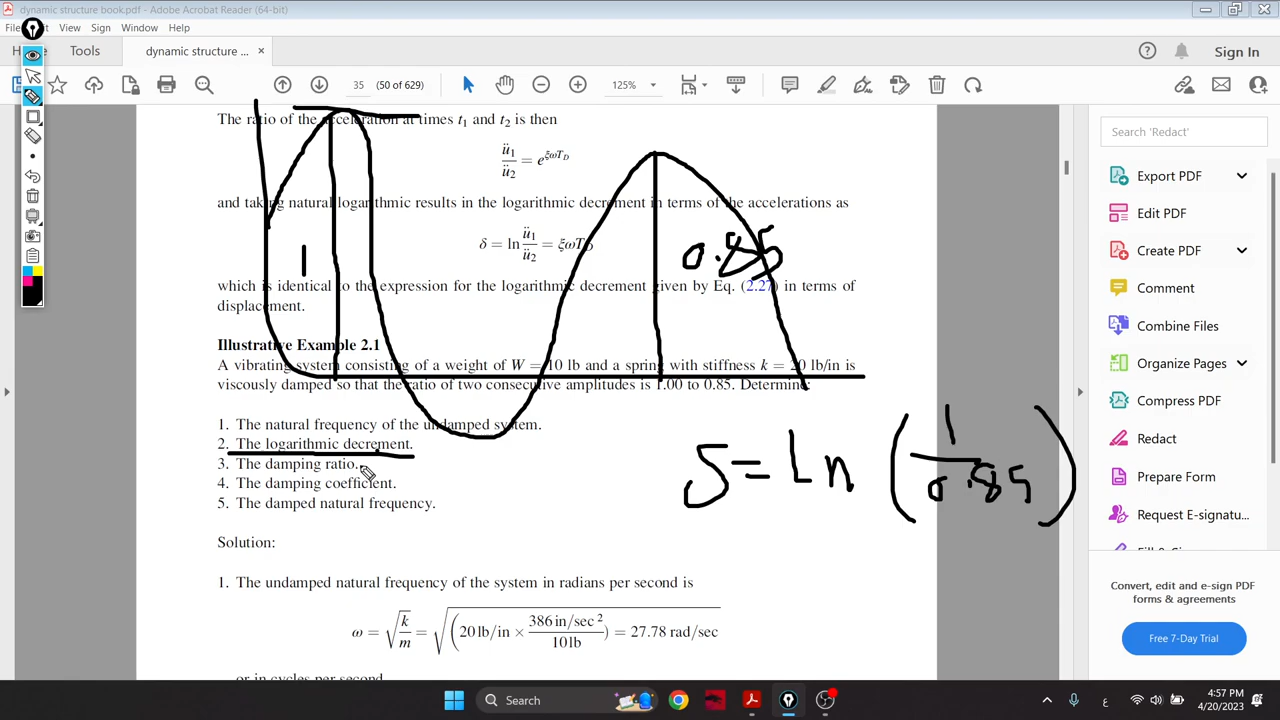 dynamic structure book.pdf - Adobe Acrobat Reader (64-bit)
File Edit View Sign Window Help
Tools dynamic structure ... × Sign In
35 (50 of 629) 125%
The ratio of the acceleration at times t₁ and t₂ is then
ü₁/ü₂ = e^{ξωT_D}
and taking natural logarithmic results in the logarithmic decrement in terms of the accelerations as
δ = ln ü₁/ü₂ = ξωT_D
which is identical to the expression for the logarithmic decrement given by Eq. (2.27) in terms of
displacement.
1
0.85
Illustrative Example 2.1
A vibrating system consisting of a weight of W = 10 lb and a spring with stiffness k = 20 lb/in is
viscously damped so that the ratio of two consecutive amplitudes is 1.00 to 0.85. Determine:
1. The natural frequency of the undamped system.
2. The logarithmic decrement.
3. The damping ratio.
4. The damping coefficient.
5. The damped natural frequency.
δ = Ln (1/0.85)
Solution:
1. The undamped natural frequency of the system in radians per second is
ω = √(k/m) = √((20 lb/in × 386 in/sec²/10 lb) = 27.78 rad/sec
or in cycles per second
Search 'Redact'
Export PDF
Edit PDF
Create PDF
Comment
Combine Files
Organize Pages
Compress PDF
Redact
Prepare Form
Request E-signatu...
Convert, edit and e-sign PDF
forms & agreements
Free 7-Day Trial
Search
ع
4:57 PM
4/20/2023